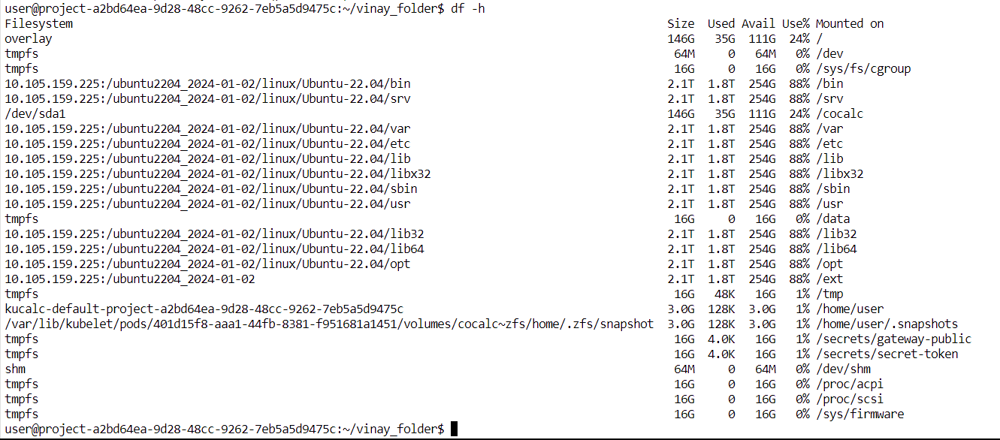 user@project-a2bd64ea-9d28-48cc-9262-7eb5a5d9475c:~/vinay_folder$ df -h
Filesystem Size Used Avail Use% Mounted on
overlay 146G 35G 111G 24% /
tmpfs 64M 0 64M 0% /dev
tmpfs 16G 0 16G 0% /sys/fs/cgroup
10.105.159.225:/ubuntu2204_2024-01-02/linux/Ubuntu-22.04/bin 2.1T 1.8T 254G 88% /bin
10.105.159.225:/ubuntu2204_2024-01-02/linux/Ubuntu-22.04/srv 2.1T 1.8T 254G 88% /srv
/dev/sda1 146G 35G 111G 24% /cocalc
10.105.159.225:/ubuntu2204_2024-01-02/linux/Ubuntu-22.04/var 2.1T 1.8T 254G 88% /var
10.105.159.225:/ubuntu2204_2024-01-02/linux/Ubuntu-22.04/etc 2.1T 1.8T 254G 88% /etc
10.105.159.225:/ubuntu2204_2024-01-02/linux/Ubuntu-22.04/lib 2.1T 1.8T 254G 88% /lib
10.105.159.225:/ubuntu2204_2024-01-02/linux/Ubuntu-22.04/libx32 2.1T 1.8T 254G 88% /libx32
10.105.159.225:/ubuntu2204_2024-01-02/linux/Ubuntu-22.04/sbin 2.1T 1.8T 254G 88% /sbin
10.105.159.225:/ubuntu2204_2024-01-02/linux/Ubuntu-22.04/usr 2.1T 1.8T 254G 88% /usr
tmpfs 16G 0 16G 0% /data
10.105.159.225:/ubuntu2204_2024-01-02/linux/Ubuntu-22.04/lib32 2.1T 1.8T 254G 88% /lib32
10.105.159.225:/ubuntu2204_2024-01-02/linux/Ubuntu-22.04/lib64 2.1T 1.8T 254G 88% /lib64
10.105.159.225:/ubuntu2204_2024-01-02/linux/Ubuntu-22.04/opt 2.1T 1.8T 254G 88% /opt
10.105.159.225:/ubuntu2204_2024-01-02 2.1T 1.8T 254G 88% /ext
tmpfs 16G 48K 16G 1% /tmp
kucalc-default-project-a2bd64ea-9d28-48cc-9262-7eb5a5d9475c 3.0G 128K 3.0G 1% /home/user
/var/lib/kubelet/pods/401d15f8-aaa1-44fb-8381-f951681a1451/volumes/cocalc~zfs/home/.zfs/snapshot 3.0G 128K 3.0G 1% /home/user/.snapshots
tmpfs 16G 4.0K 16G 1% /secrets/gateway-public
tmpfs 16G 4.0K 16G 1% /secrets/secret-token
shm 64M 0 64M 0% /dev/shm
tmpfs 16G 0 16G 0% /proc/acpi
tmpfs 16G 0 16G 0% /proc/scsi
tmpfs 16G 0 16G 0% /sys/firmware
user@project-a2bd64ea-9d28-48cc-9262-7eb5a5d9475c:~/vinay_folder$